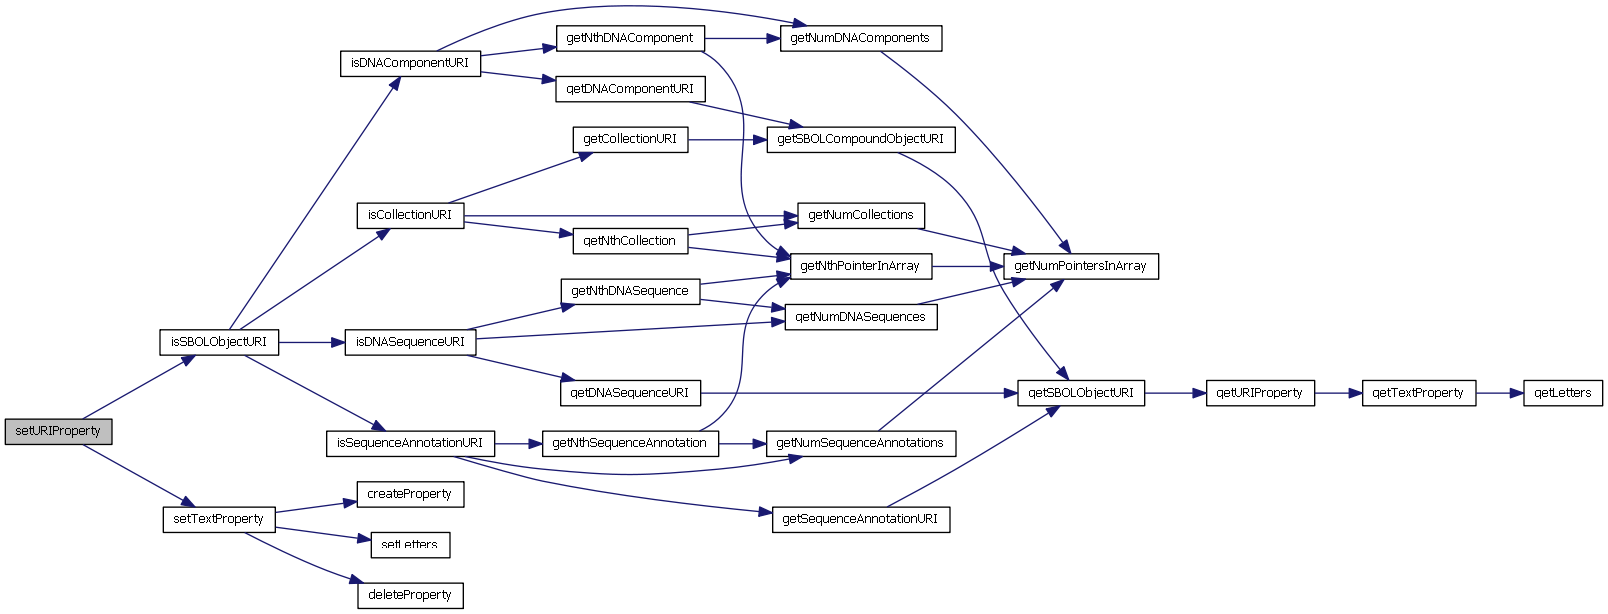 getNthDNAComponent
getNumDNAComponents
isDNAComponentURI
getDNAComponentURI
getCollectionURI
getSBOLCompoundObjectURI
isCollectionURI
getNumCollections
getNthCollection
getNthPointerInArray
getNumPointersInArray
getNthDNASequence
getNumDNASequences
isSBOLObjectURI
isDNASequenceURI
getDNASequenceURI
getSBOLObjectURI
getURIProperty
getTextProperty
getLetters
setURIProperty
isSequenceAnnotationURI
getNthSequenceAnnotation
getNumSequenceAnnotations
createProperty
setTextProperty
getSequenceAnnotationURI
setLetters
deleteProperty